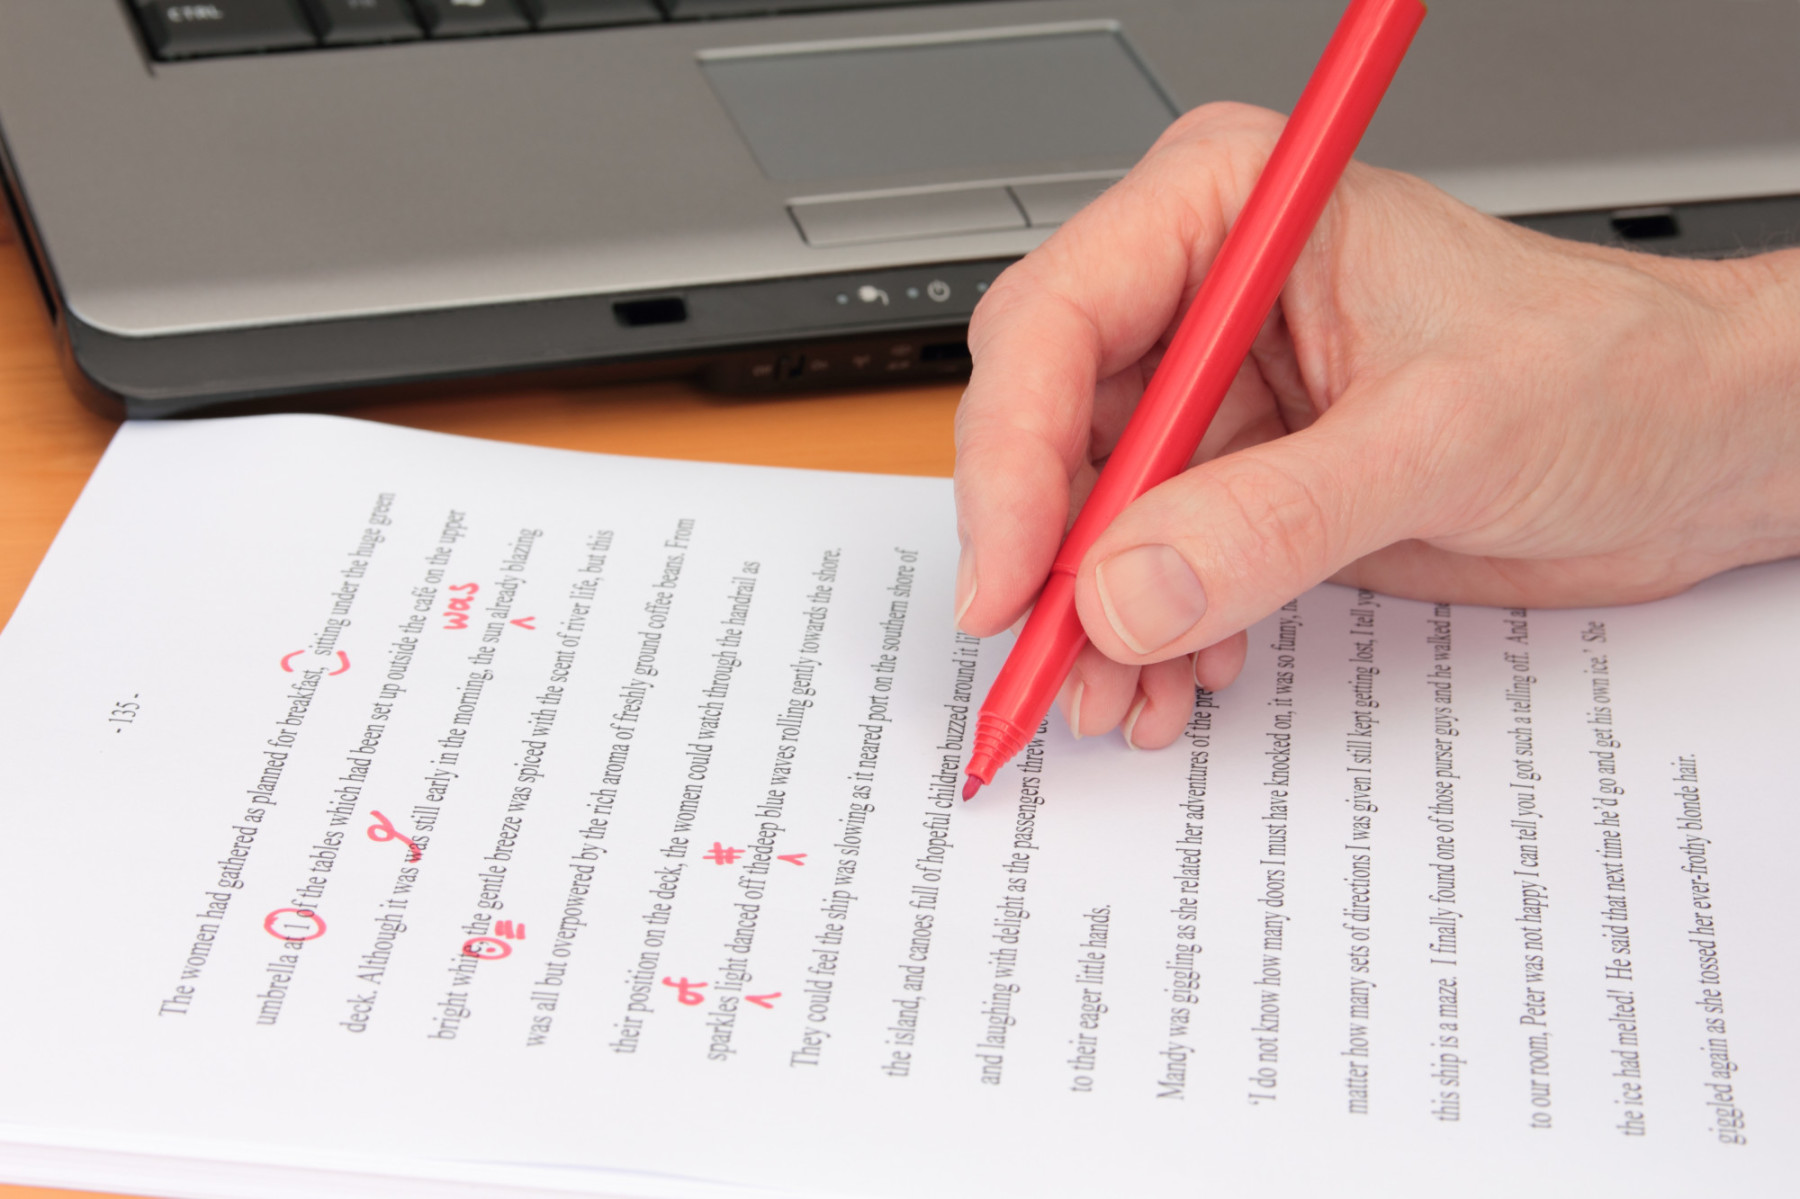 CTRL
- 135 -
The women had gathered as planned for breakfast, sitting under the huge green
umbrella at 1 of the tables which had been set up outside the café on the upper
was
deck. Although it was was still early in the morning, the sun already blazing
bright white, the gentle breeze was spiced with the scent of river life, but this
was all but overpowered by the rich aroma of freshly ground coffee beans. From
their position on the deck, the women could watch through the handrail as
of #
sparkles light danced off thedeep blue waves rolling gently towards the shore.
They could feel the ship was slowing as it neared port on the southern shore of
the island, and canoes full of hopeful children buzzed around it
and laughing with delight as the passengers threw
to their eager little hands.
Mandy was giggling as she related her adventures of the
‘I do not know how many doors I must have knocked on, it was so funny,
matter how many sets of directions I was given I still kept getting lost, I tell
this ship is a maze. I finally found one of those purser guys and he walked me
to our room, Peter was not happy I can tell you I got such a telling off. And
the ice had melted! He said that next time he’d go and get his own ice.’ She
giggled again as she tossed her ever-frothy blonde hair.